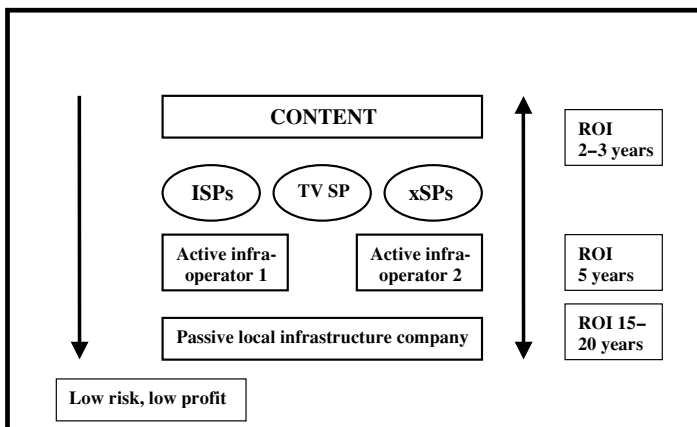 CONTENT
ROI
2–3 years
ISPs
TV SP
xSPs
Active infra-
operator 1
Active infra-
operator 2
ROI
5 years
Passive local infrastructure company
ROI 15–
20 years
Low risk, low profit